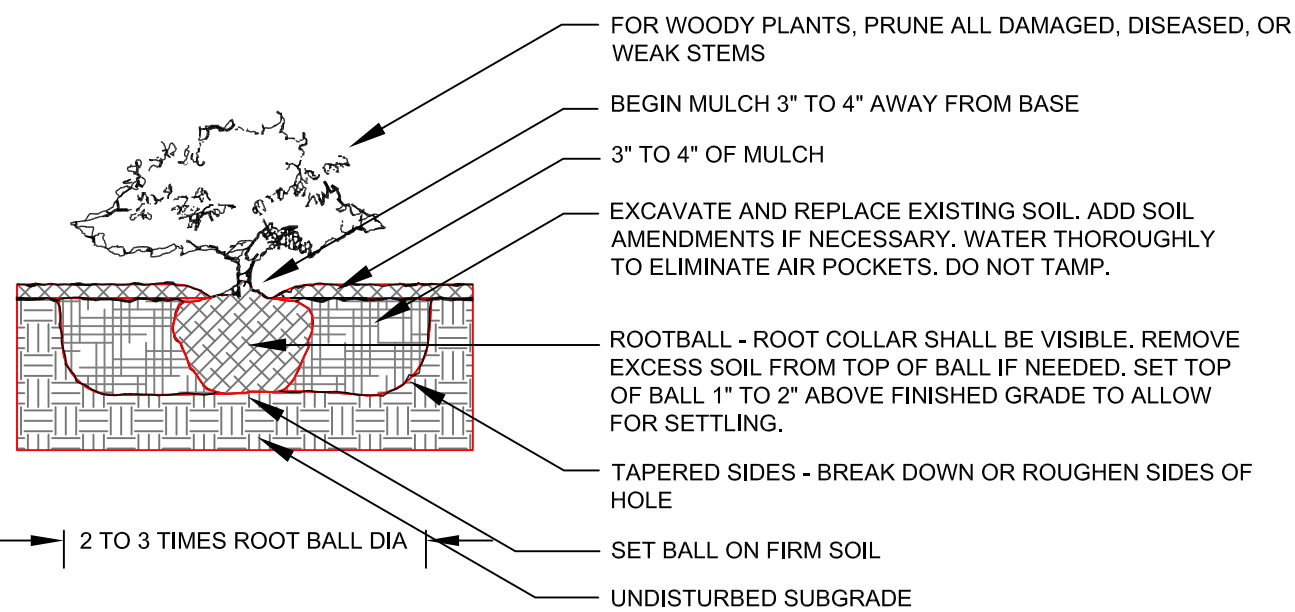 FOR WOODY PLANTS, PRUNE ALL DAMAGED, DISEASED, OR
WEAK STEMS
BEGIN MULCH 3" TO 4" AWAY FROM BASE
3" TO 4" OF MULCH
EXCAVATE AND REPLACE EXISTING SOIL. ADD SOIL
AMENDMENTS IF NECESSARY. WATER THOROUGHLY
TO ELIMINATE AIR POCKETS. DO NOT TAMP.
ROOTBALL - ROOT COLLAR SHALL BE VISIBLE. REMOVE
EXCESS SOIL FROM TOP OF BALL IF NEEDED. SET TOP
OF BALL 1" TO 2" ABOVE FINISHED GRADE TO ALLOW
FOR SETTLING.
TAPERED SIDES - BREAK DOWN OR ROUGHEN SIDES OF
HOLE
2 TO 3 TIMES ROOT BALL DIA
SET BALL ON FIRM SOIL
UNDISTURBED SUBGRADE